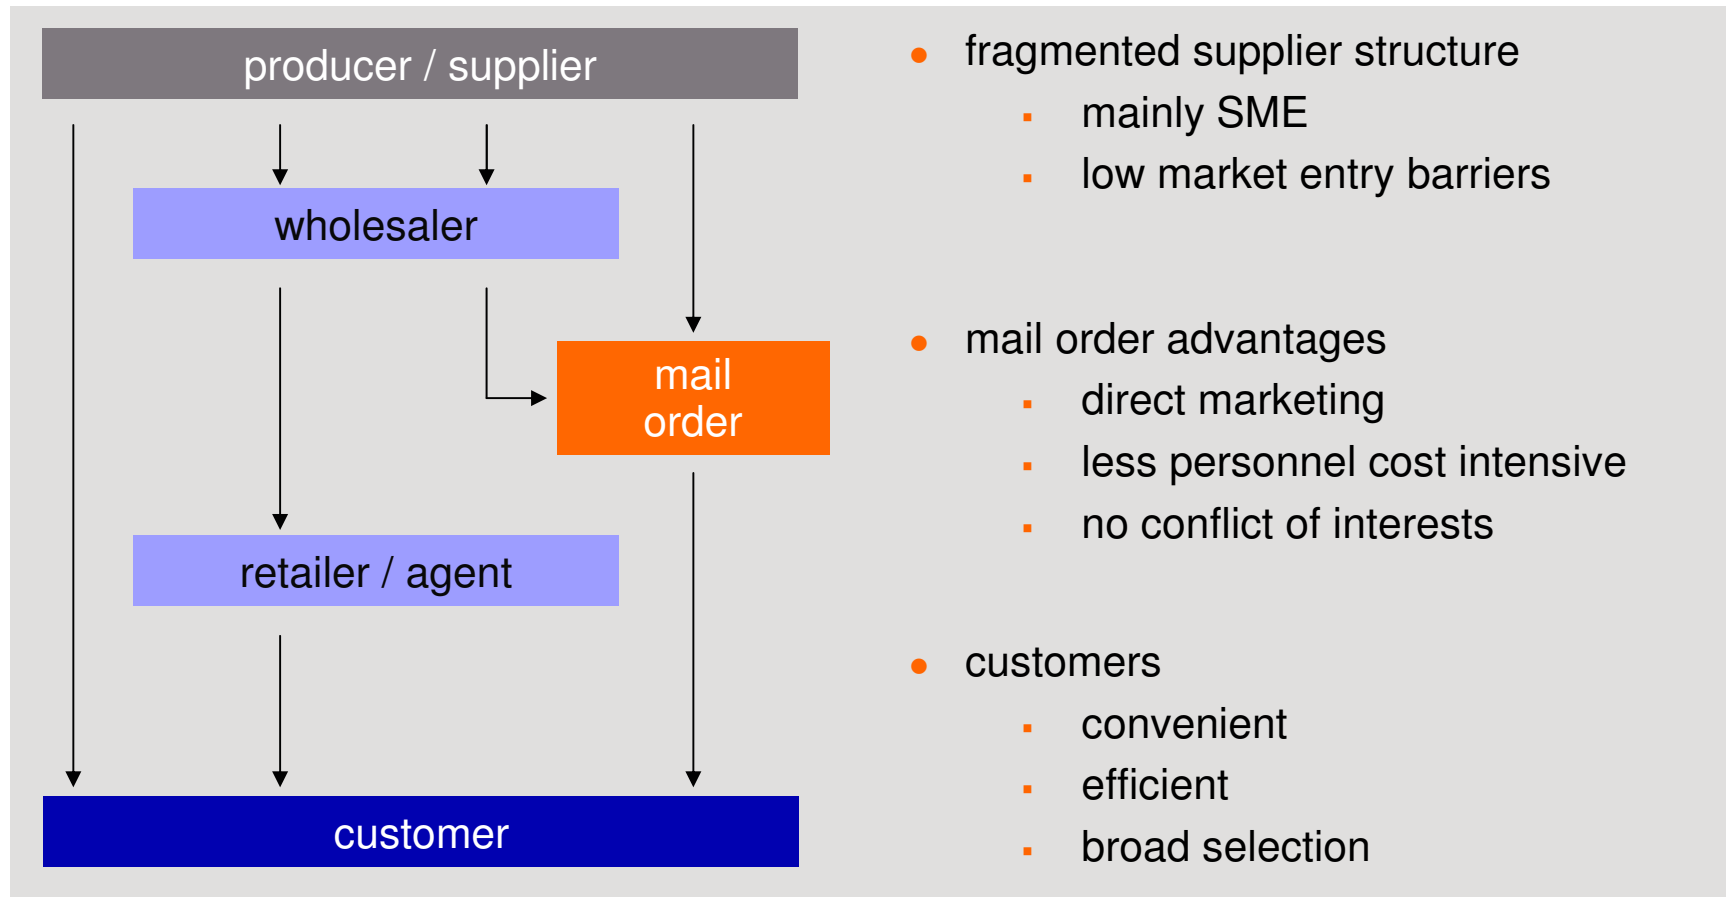 producer / supplier
wholesaler
mail
order
retailer / agent
customer
fragmented supplier structure
mainly SME
low market entry barriers
mail order advantages
direct marketing
less personnel cost intensive
no conflict of interests
customers
convenient
efficient
broad selection